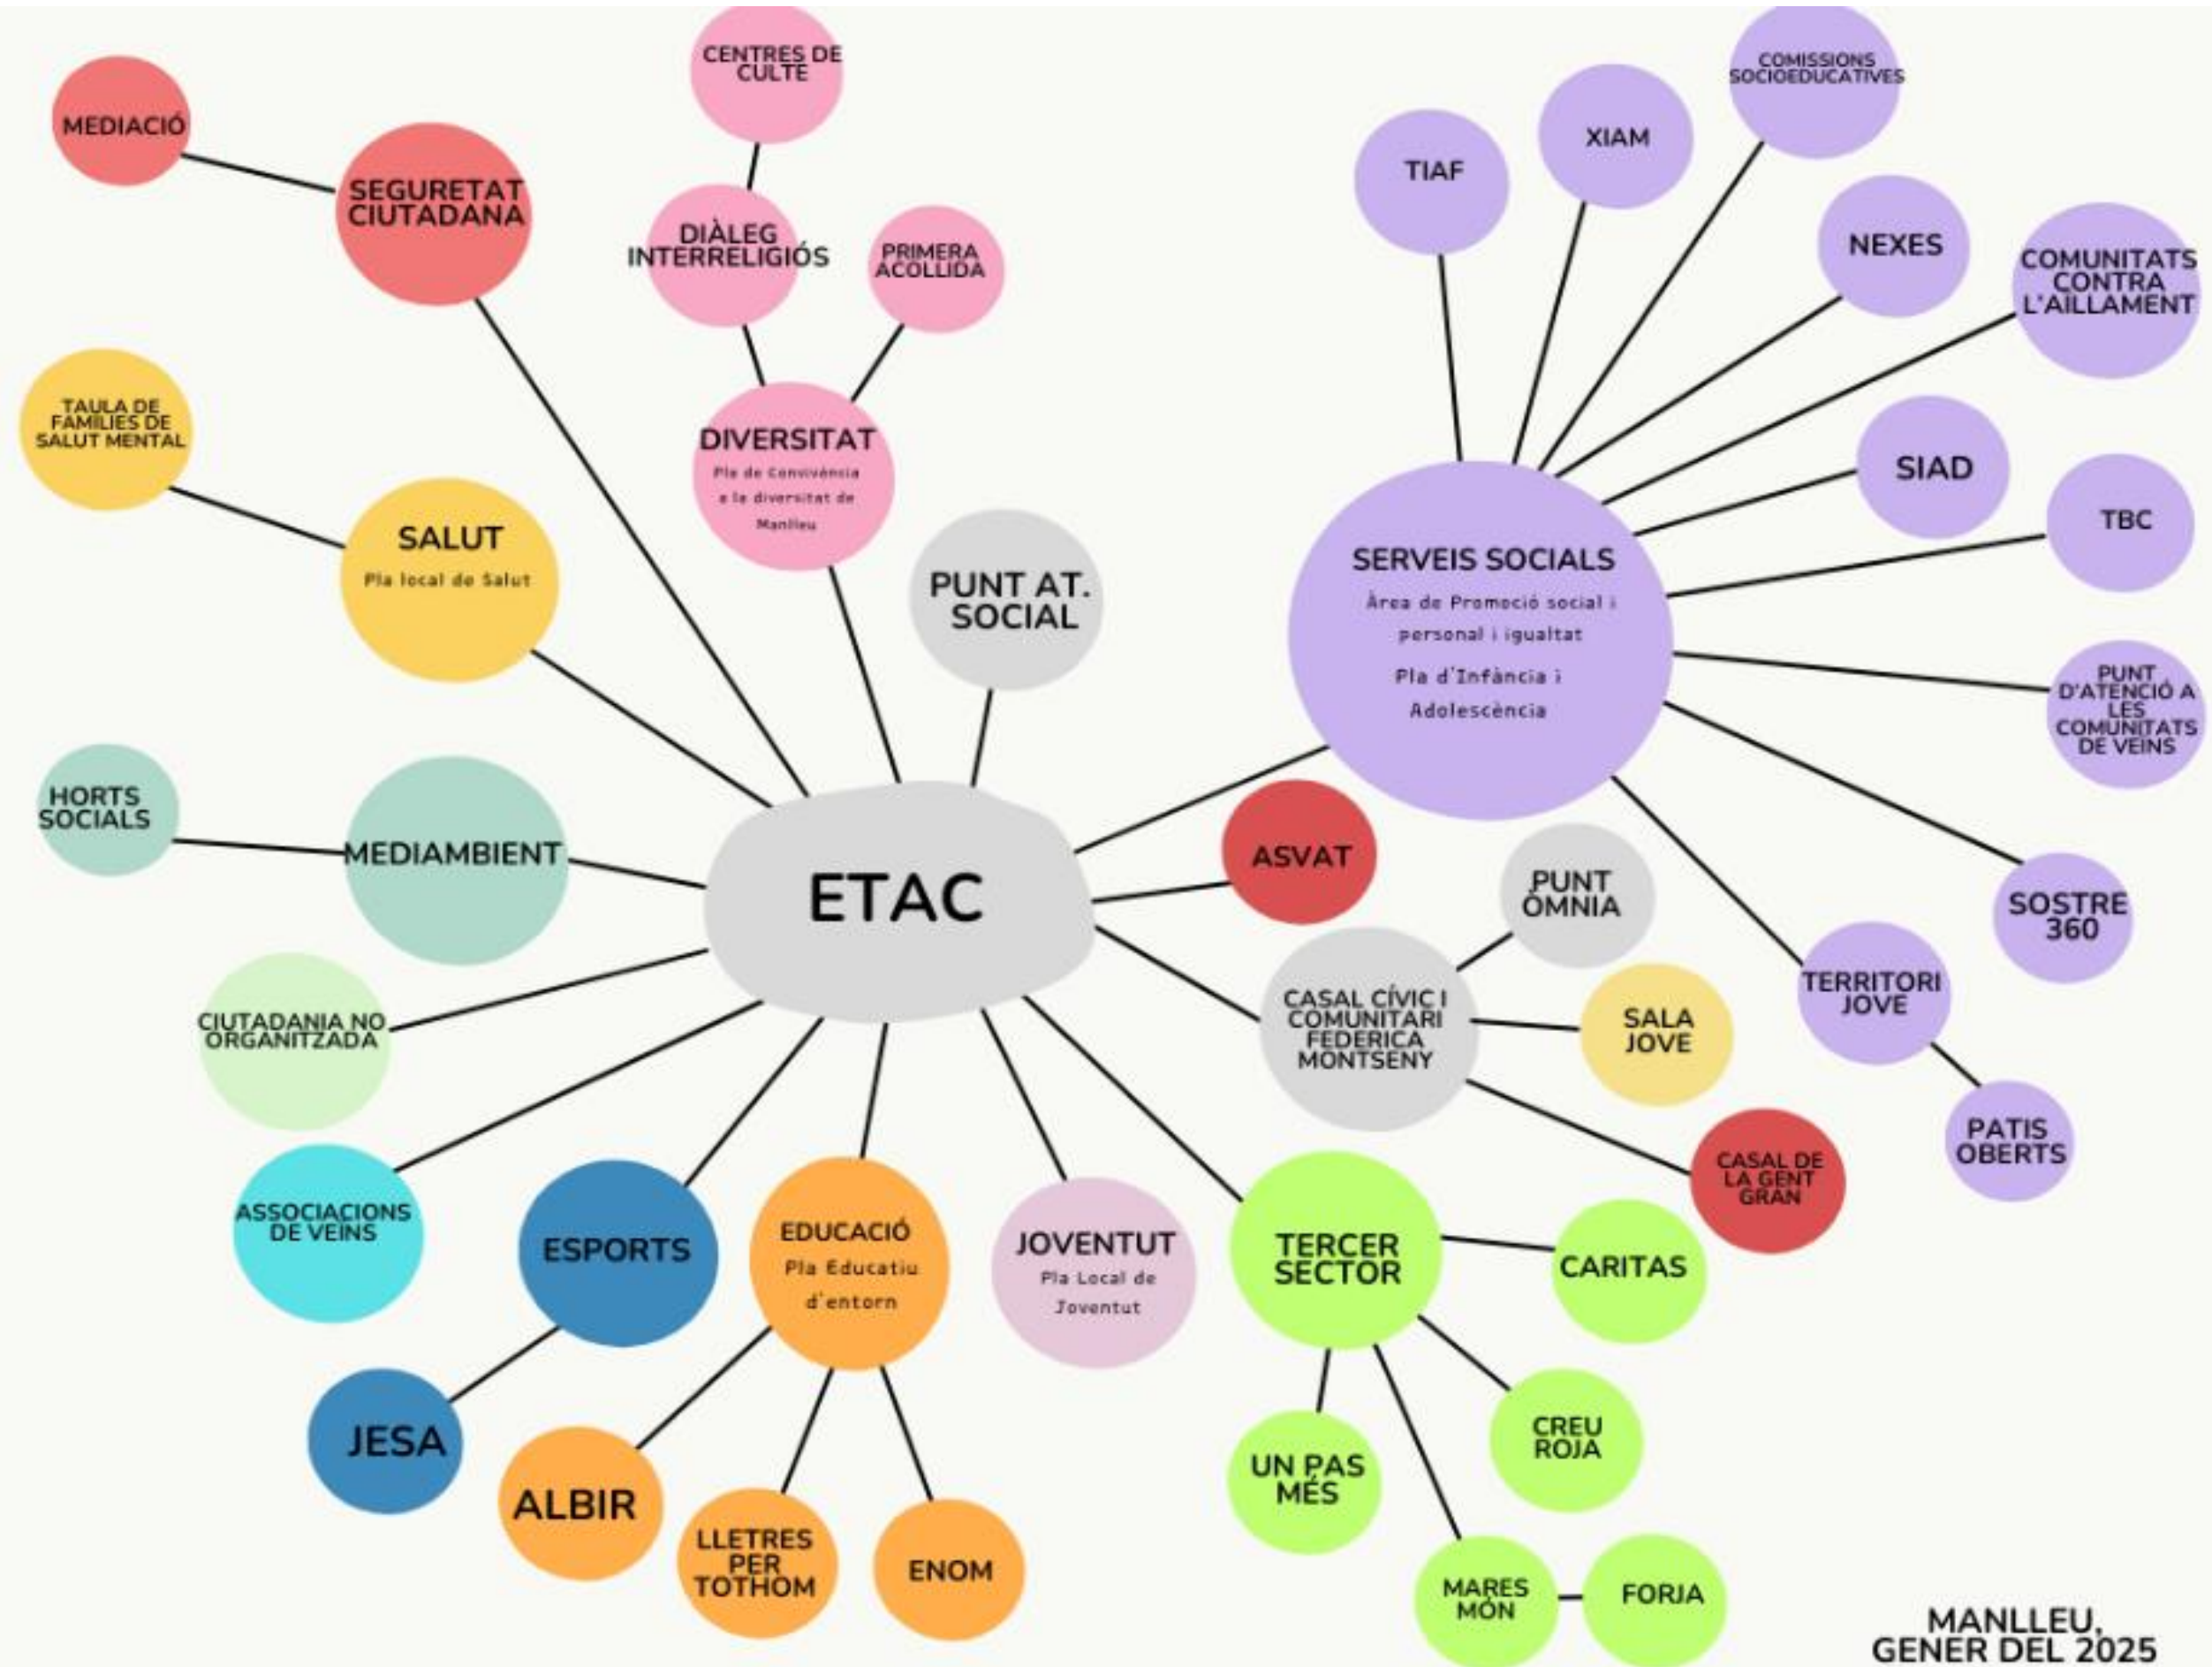 CENTRES DE
CULTE
COMISSIONS
SOCIOEDUCATIVES
MEDIACIÓ
XIAM
TIAF
SEGURETAT
CIUTADANA
DIÀLEG
INTERRELIGIÓS
PRIMERA
ACOLLIDA
NEXES
COMUNITATS
CONTRA
L'AILLAMENT
TAULA DE
FAMÍLIES DE
SALUT MENTAL
DIVERSITAT
Pla de Convivència
a la diversitat de
Manlleu
SIAD
TBC
SALUT
Pla local de Salut
PUNT AT.
SOCIAL
SERVEIS SOCIALS
Àrea de Promoció social i
personal i igualtat
Pla d'Infància i
Adolescència
PUNT
D'ATENCIÓ A
LES
COMUNITATS
DE VEÏNS
HORTS
SOCIALS
MEDIAMBIENT
ETAC
ASVAT
PUNT
ÒMNIA
SOSTRE
360
CIUTADANIA NO
ORGANITZADA
CASAL CÍVIC I
COMUNITARI
FEDERICA
MONTSENY
SALA
JOVE
TERRITORI
JOVE
PATIS
OBERTS
CASAL DE
LA GENT
GRAN
ASSOCIACIONS
DE VEÏNS
ESPORTS
EDUCACIÓ
Pla Educatiu
d'entorn
JOVENTUT
Pla Local de
Joventut
TERCER
SECTOR
CARITAS
JESA
ALBIR
LLETRES
PER
TOTHOM
ENOM
UN PAS
MÉS
CREU
ROJA
MARES
MÓN
FORJA
MANLLEU,
GENER DEL 2025